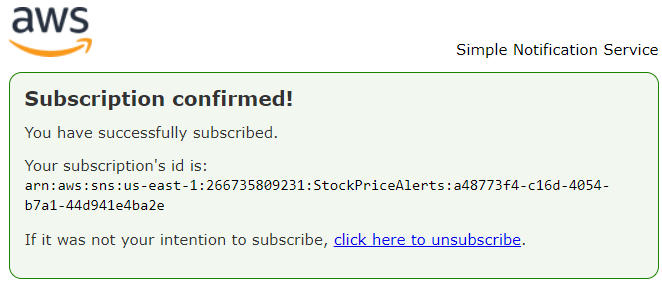 aws
Simple Notification Service
Subscription confirmed!
You have successfully subscribed.
Your subscription's id is:
arn:aws:sns:us-east-1:266735809231:StockPriceAlerts:a48773f4-c16d-4054-
b7a1-44d941e4ba2e
If it was not your intention to subscribe, click here to unsubscribe.